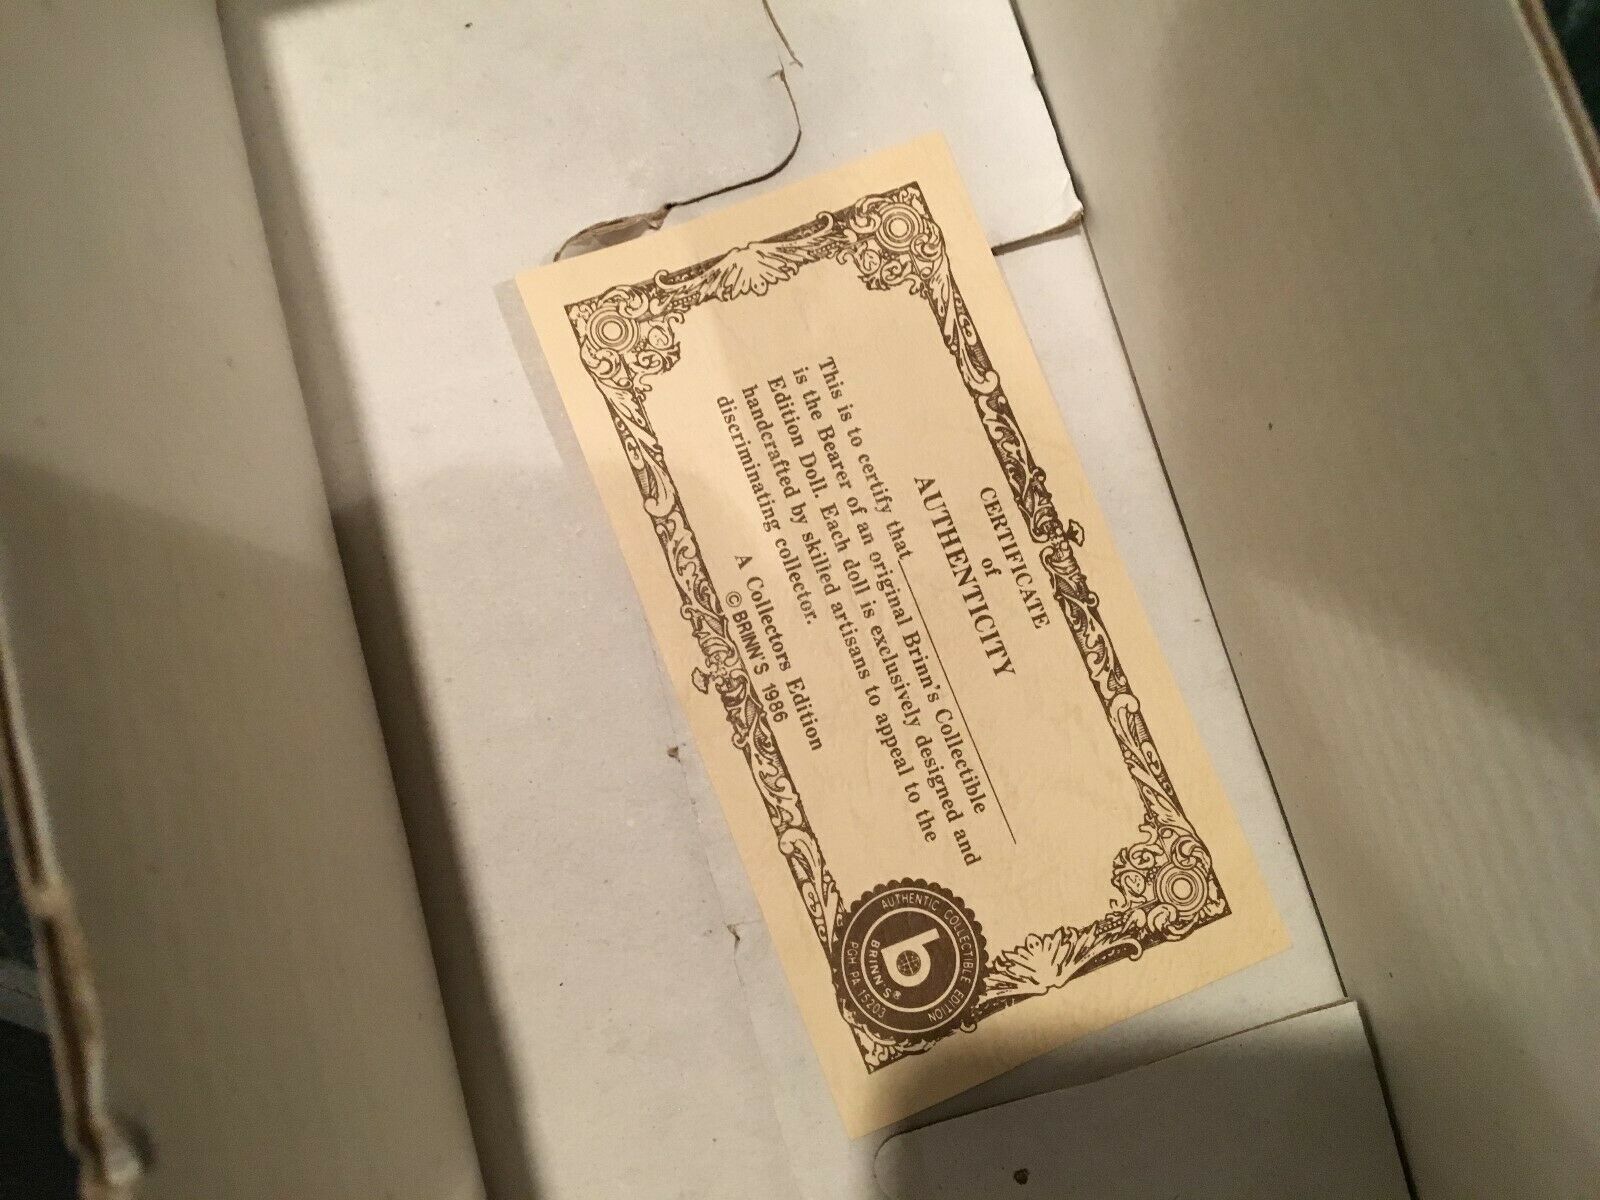 CERTIFICATE
of
AUTHENTICITY
This is to certify that
is the Bearer of an original Brinn's Collectible
Edition Doll. Each doll is exclusively designed and
handcrafted by skilled artisans to appeal to the
discriminating collector.
A Collectors Edition
© BRINN'S 1986
AUTHENTIC COLLECTIBLE EDITION
b
BRINN'S®
PGH PA 15203